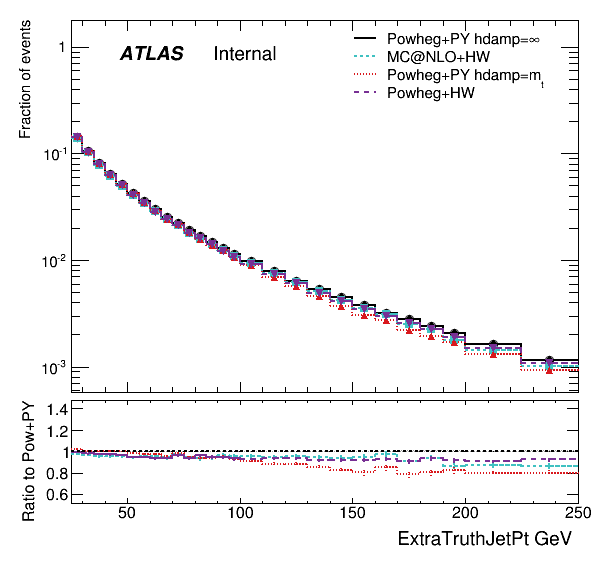 Fraction of events
1
10⁻¹
10⁻²
10⁻³
ATLAS Internal
Powheg+PY hdamp=∞
MC@NLO+HW
Powheg+PY hdamp=mₜ
Powheg+HW
Ratio to Pow+PY
1.4
1.2
1
0.8
0.6
50 100 150 200 250
ExtraTruthJetPt GeV